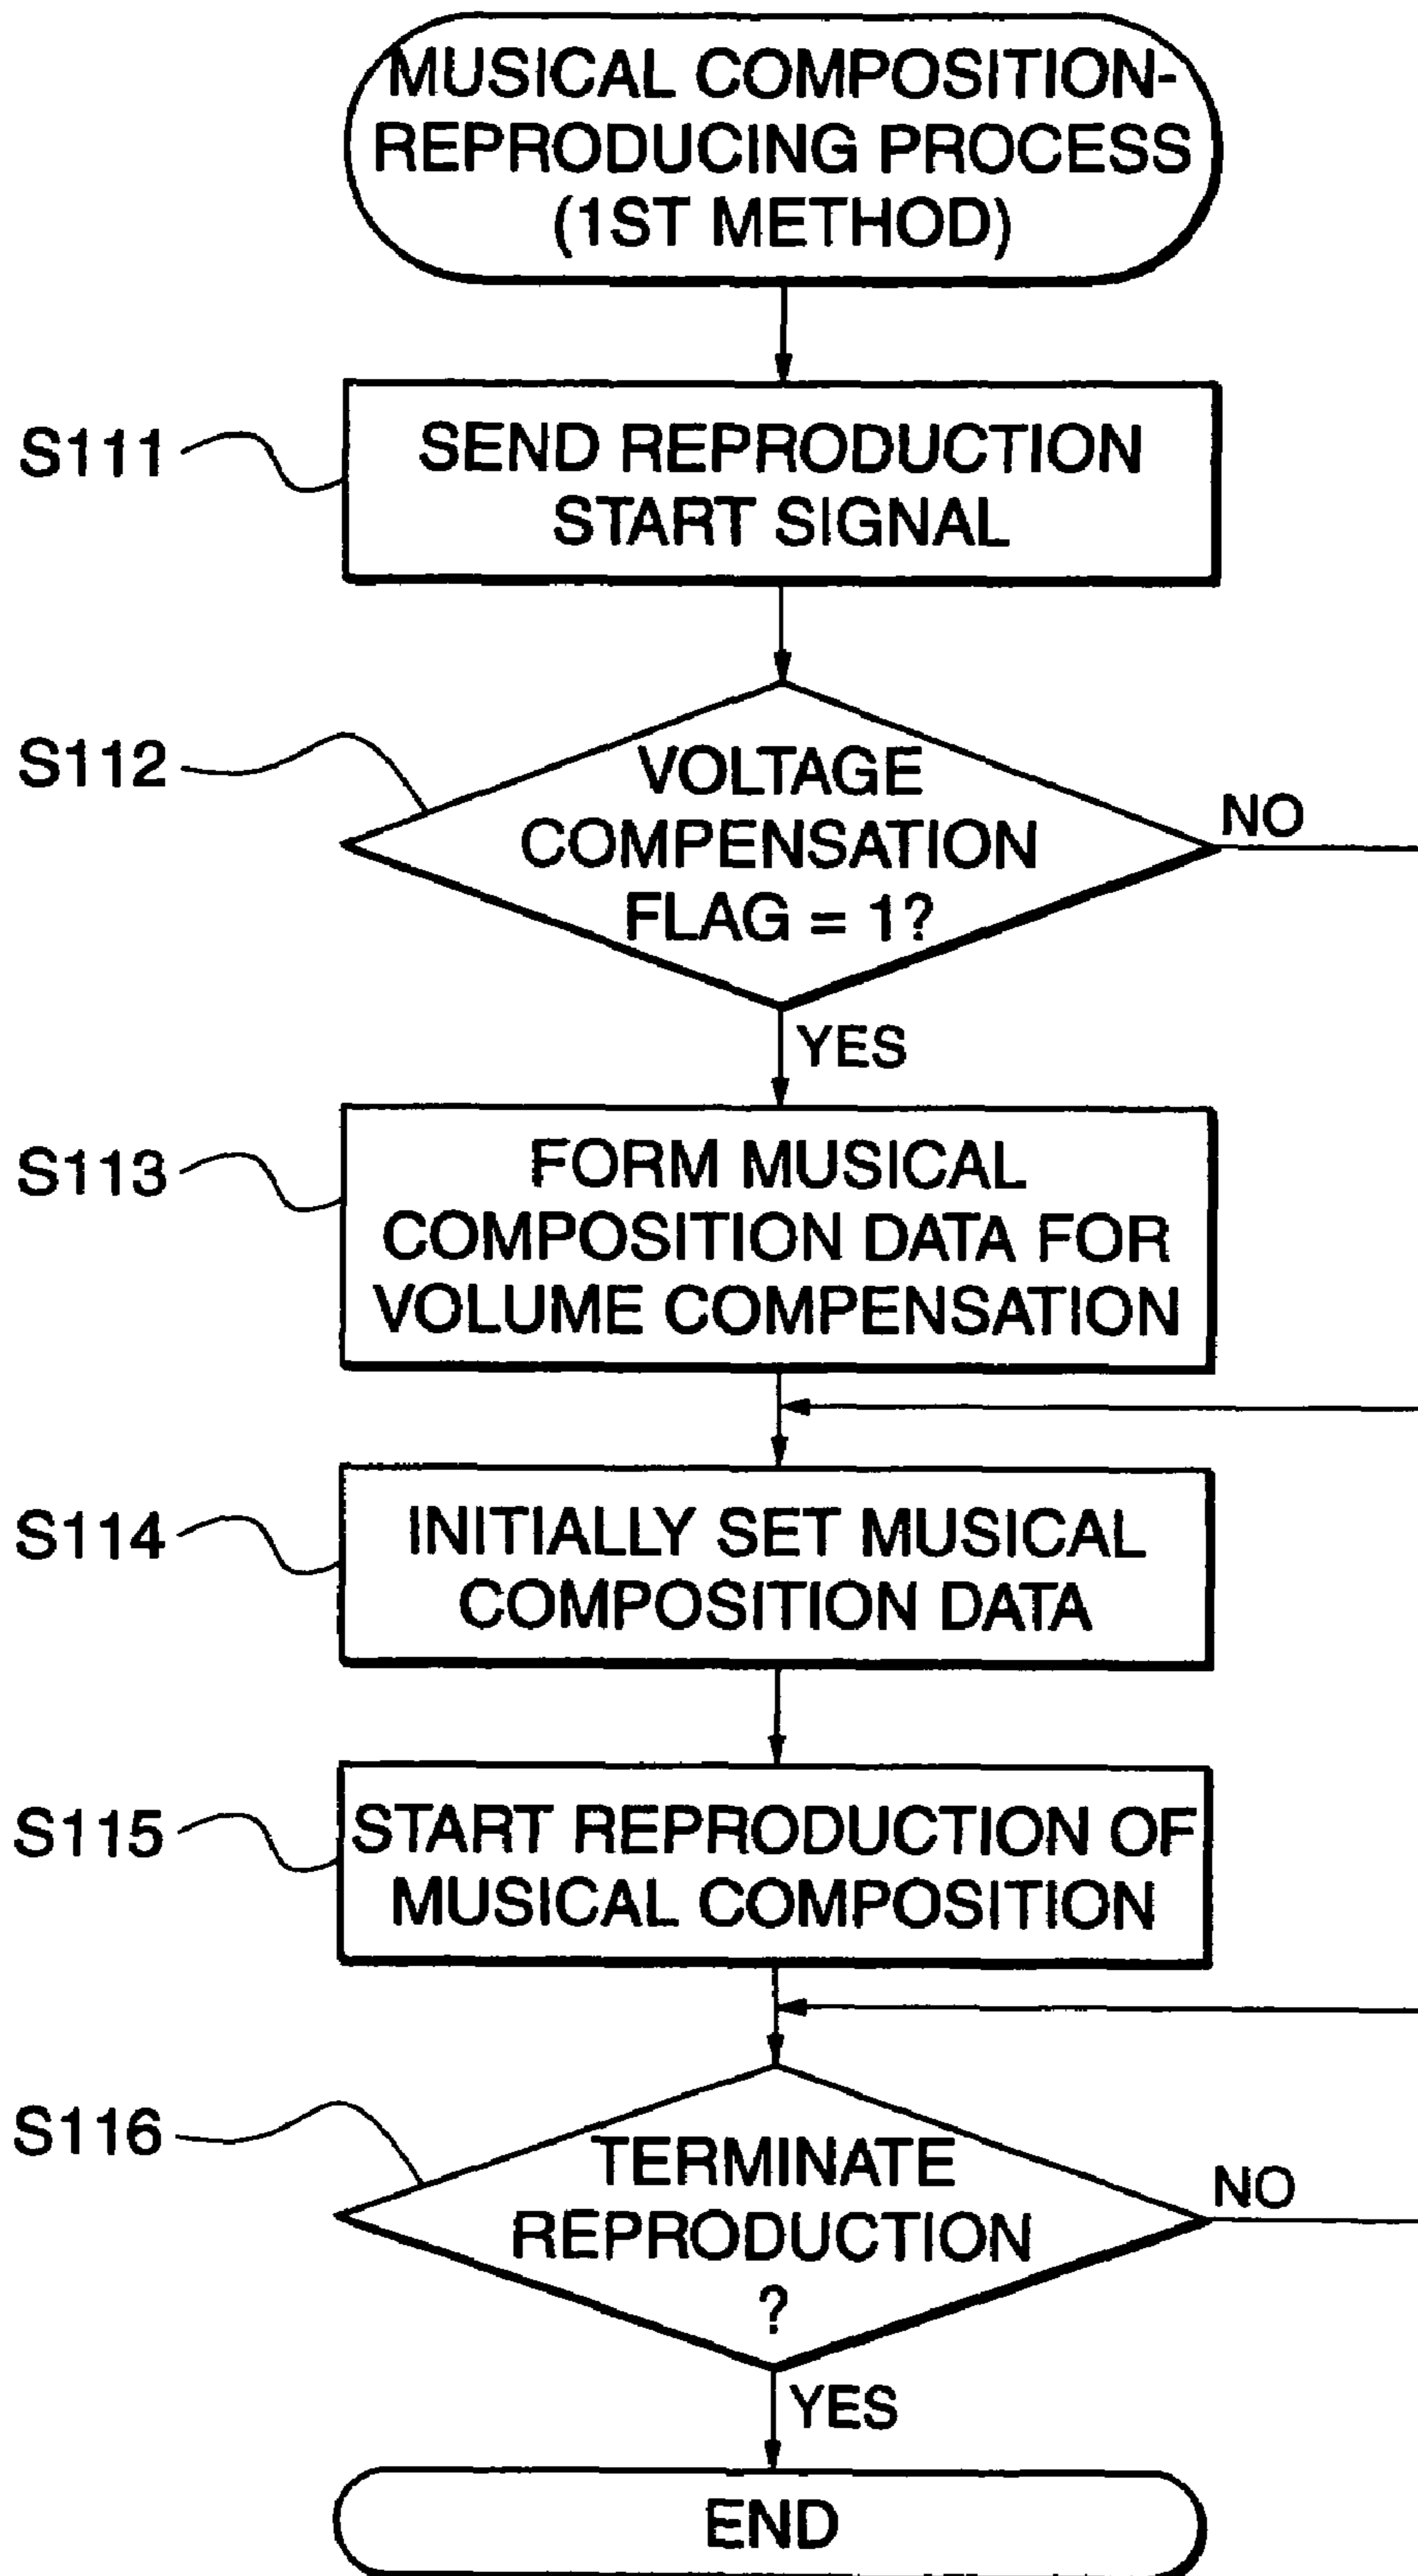 MUSICAL COMPOSITION-
REPRODUCING PROCESS
(1ST METHOD)
S111
SEND REPRODUCTION
START SIGNAL
S112
VOLTAGE
COMPENSATION
FLAG = 1?
NO
YES
S113
FORM MUSICAL
COMPOSITION DATA FOR
VOLUME COMPENSATION
S114
INITIALLY SET MUSICAL
COMPOSITION DATA
S115
START REPRODUCTION OF
MUSICAL COMPOSITION
S116
TERMINATE
REPRODUCTION
?
NO
YES
END